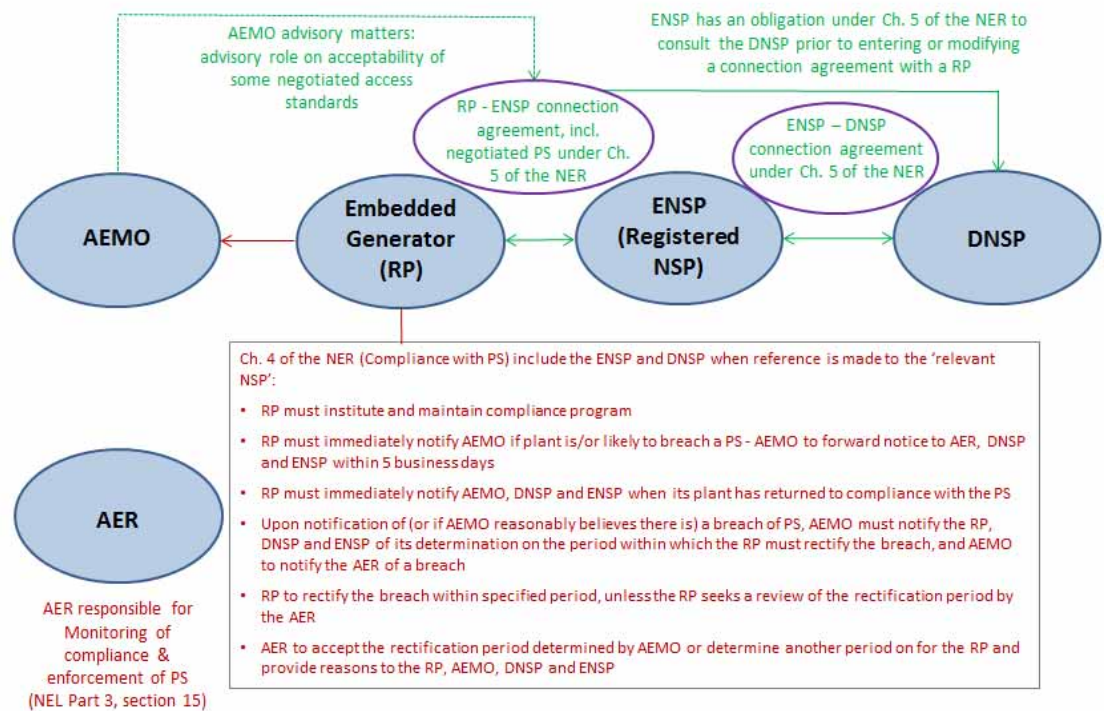 AEMO advisory matters:
advisory role on acceptability of
some negotiated access
standards
ENSP has an obligation under Ch. 5 of the NER to
consult the DNSP prior to entering or modifying
a connection agreement with a RP
RP - ENSP connection
agreement, incl.
negotiated PS under Ch.
5 of the NER
ENSP – DNSP
connection agreement
under Ch. 5 of the NER
AEMO
Embedded
Generator
(RP)
ENSP
(Registered
NSP)
DNSP
Ch. 4 of the NER (Compliance with PS) include the ENSP and DNSP when reference is made to the ‘relevant
NSP’:
• RP must institute and maintain compliance program
• RP must immediately notify AEMO if plant is/or likely to breach a PS - AEMO to forward notice to AER, DNSP
and ENSP within 5 business days
• RP must immediately notify AEMO, DNSP and ENSP when its plant has returned to compliance with the PS
• Upon notification of (or if AEMO reasonably believes there is) a breach of PS, AEMO must notify the RP,
DNSP and ENSP of its determination on the period within which the RP must rectify the breach, and AEMO
to notify the AER of a breach
• RP to rectify the breach within specified period, unless the RP seeks a review of the rectification period by
the AER
• AER to accept the rectification period determined by AEMO or determine another period on for the RP and
provide reasons to the RP, AEMO, DNSP and ENSP
AER
AER responsible for
Monitoring of
compliance &
enforcement of PS
(NEL Part 3, section 15)